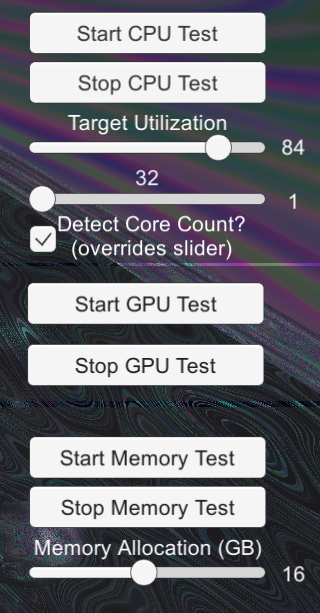 Start CPU Test
Stop CPU Test
Target Utilization
84
32
1
Detect Core Count?
(overrides slider)
Start GPU Test
Stop GPU Test
Start Memory Test
Stop Memory Test
Memory Allocation (GB)
16